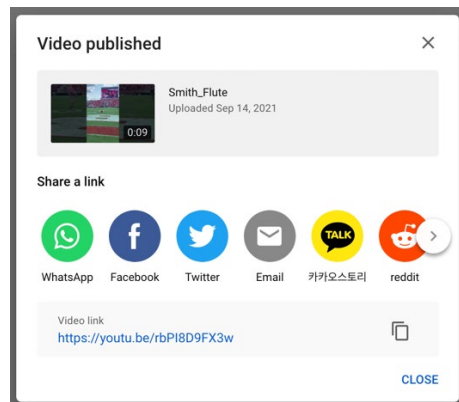 Video published
Smith_Flute
Uploaded Sep 14, 2021
0:09
Share a link
f
TALK
WhatsApp
Facebook
Twitter
Email
카카오스토리
reddit
Video link
https://youtu.be/rbPI8D9FX3w
CLOSE